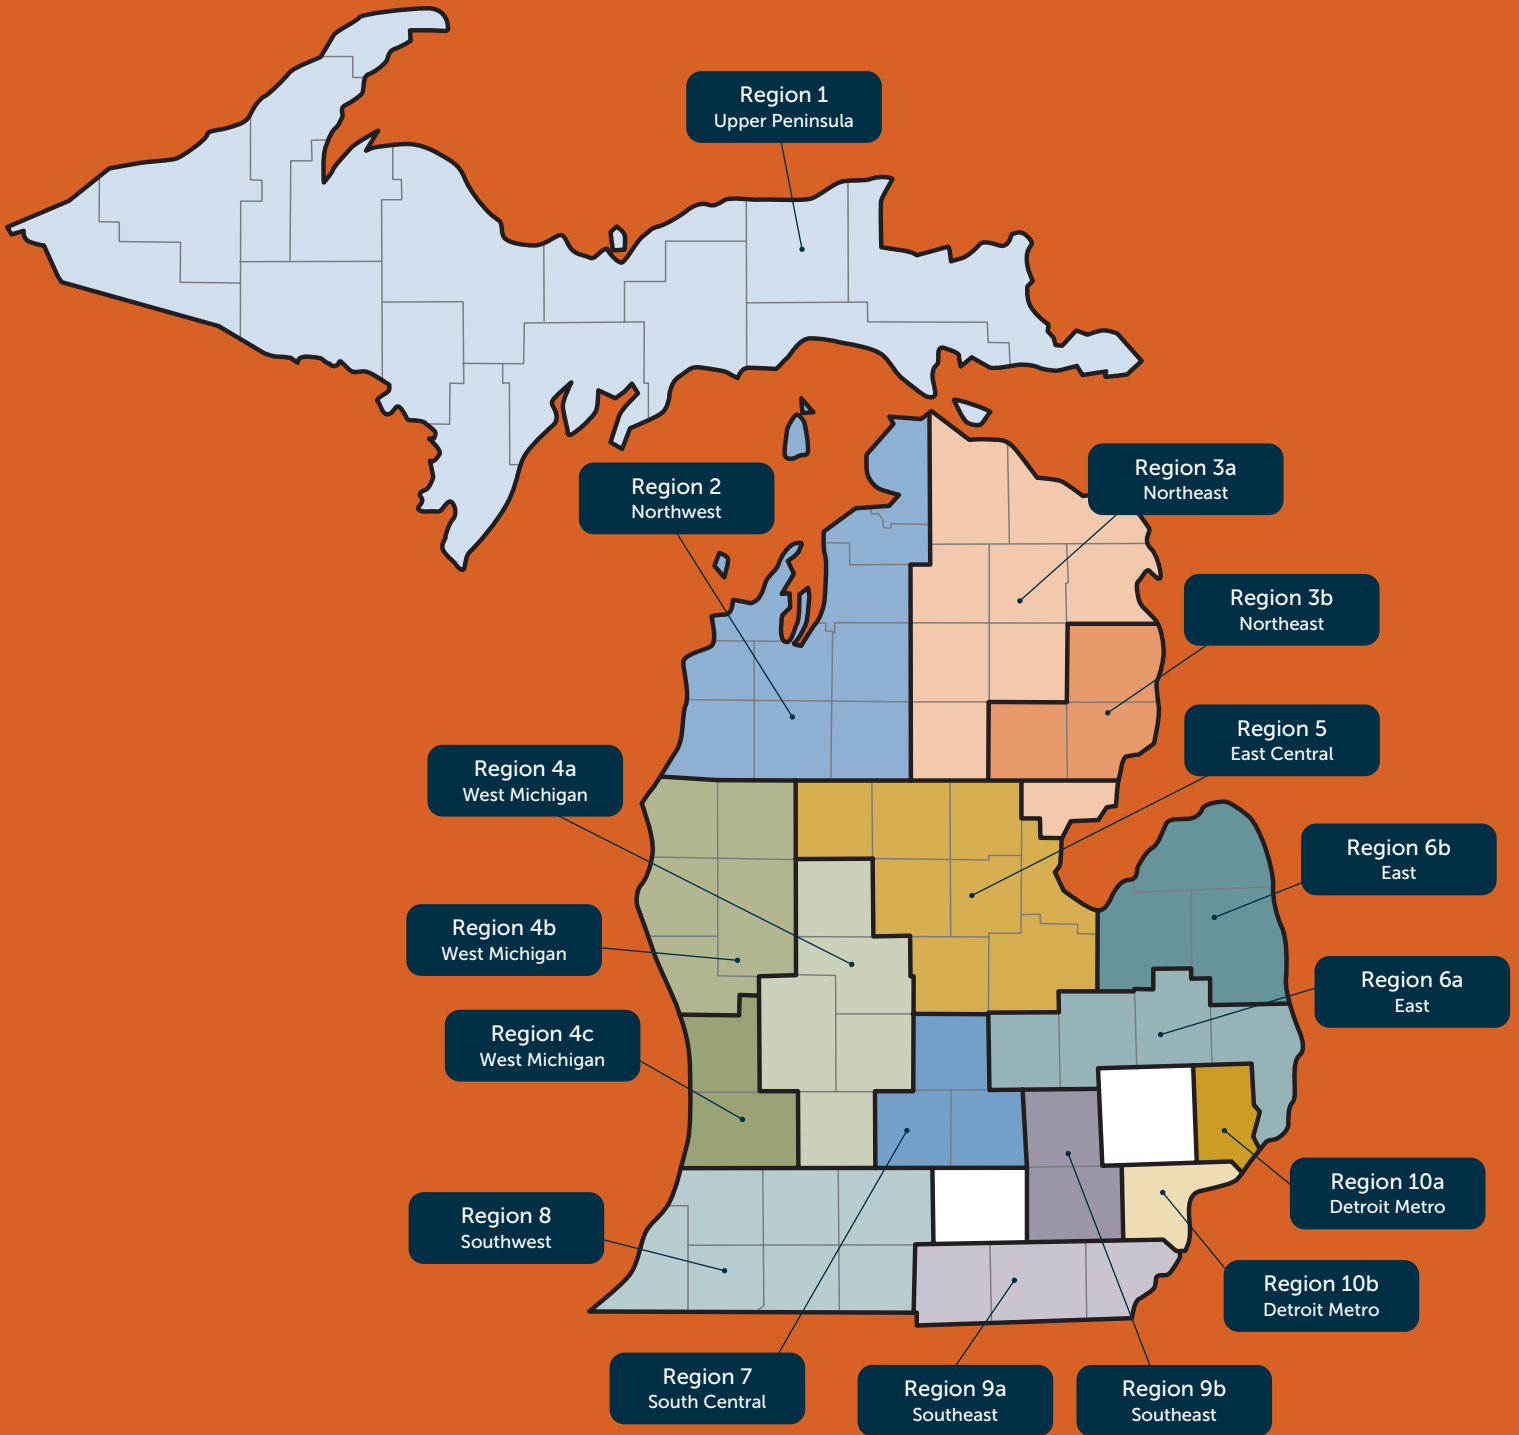 Region 1
Upper Peninsula
Region 3a
Northeast
Region 2
Northwest
Region 3b
Northeast
Region 5
East Central
Region 4a
West Michigan
Region 6b
East
Region 4b
West Michigan
Region 6a
East
Region 4c
West Michigan
Region 10a
Detroit Metro
Region 8
Southwest
Region 10b
Detroit Metro
Region 7
South Central
Region 9a
Southeast
Region 9b
Southeast